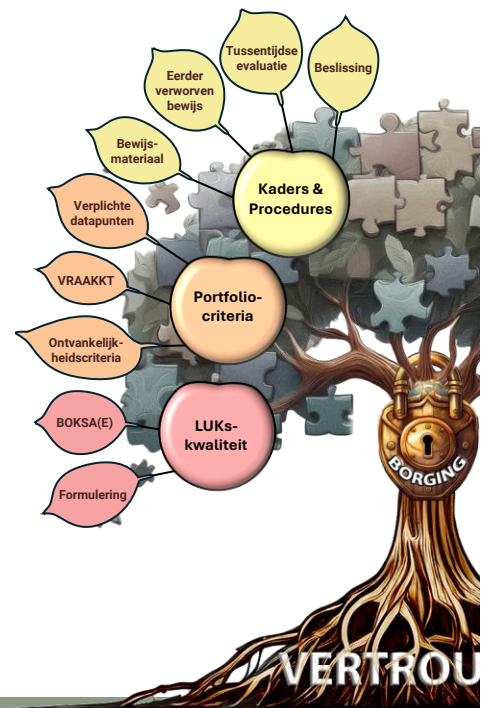 Tussentijdse
evaluatie
Beslissing
Eerder
verworven
bewijs
Bewijs-
materiaal
Kaders &
Procedures
Verplichte
datapunten
VRAAKKT
Portfolio-
criteria
Ontvankelijk-
heidscriteria
BOKSA(E)
LUKs-
kwaliteit
Formulering
BORGING
VERTROU